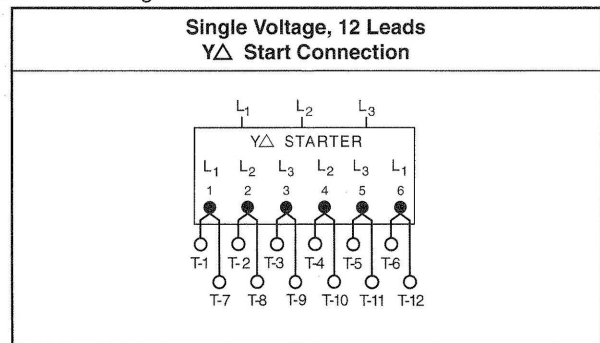 Single Voltage, 12 Leads
Y△ Start Connection
L₁ L₂ L₃
Y△ STARTER
L₁ L₂ L₃ L₂ L₃ L₁
1 2 3 4 5 6
T-1 T-2 T-3 T-4 T-5 T-6
T-7 T-8 T-9 T-10 T-11 T-12